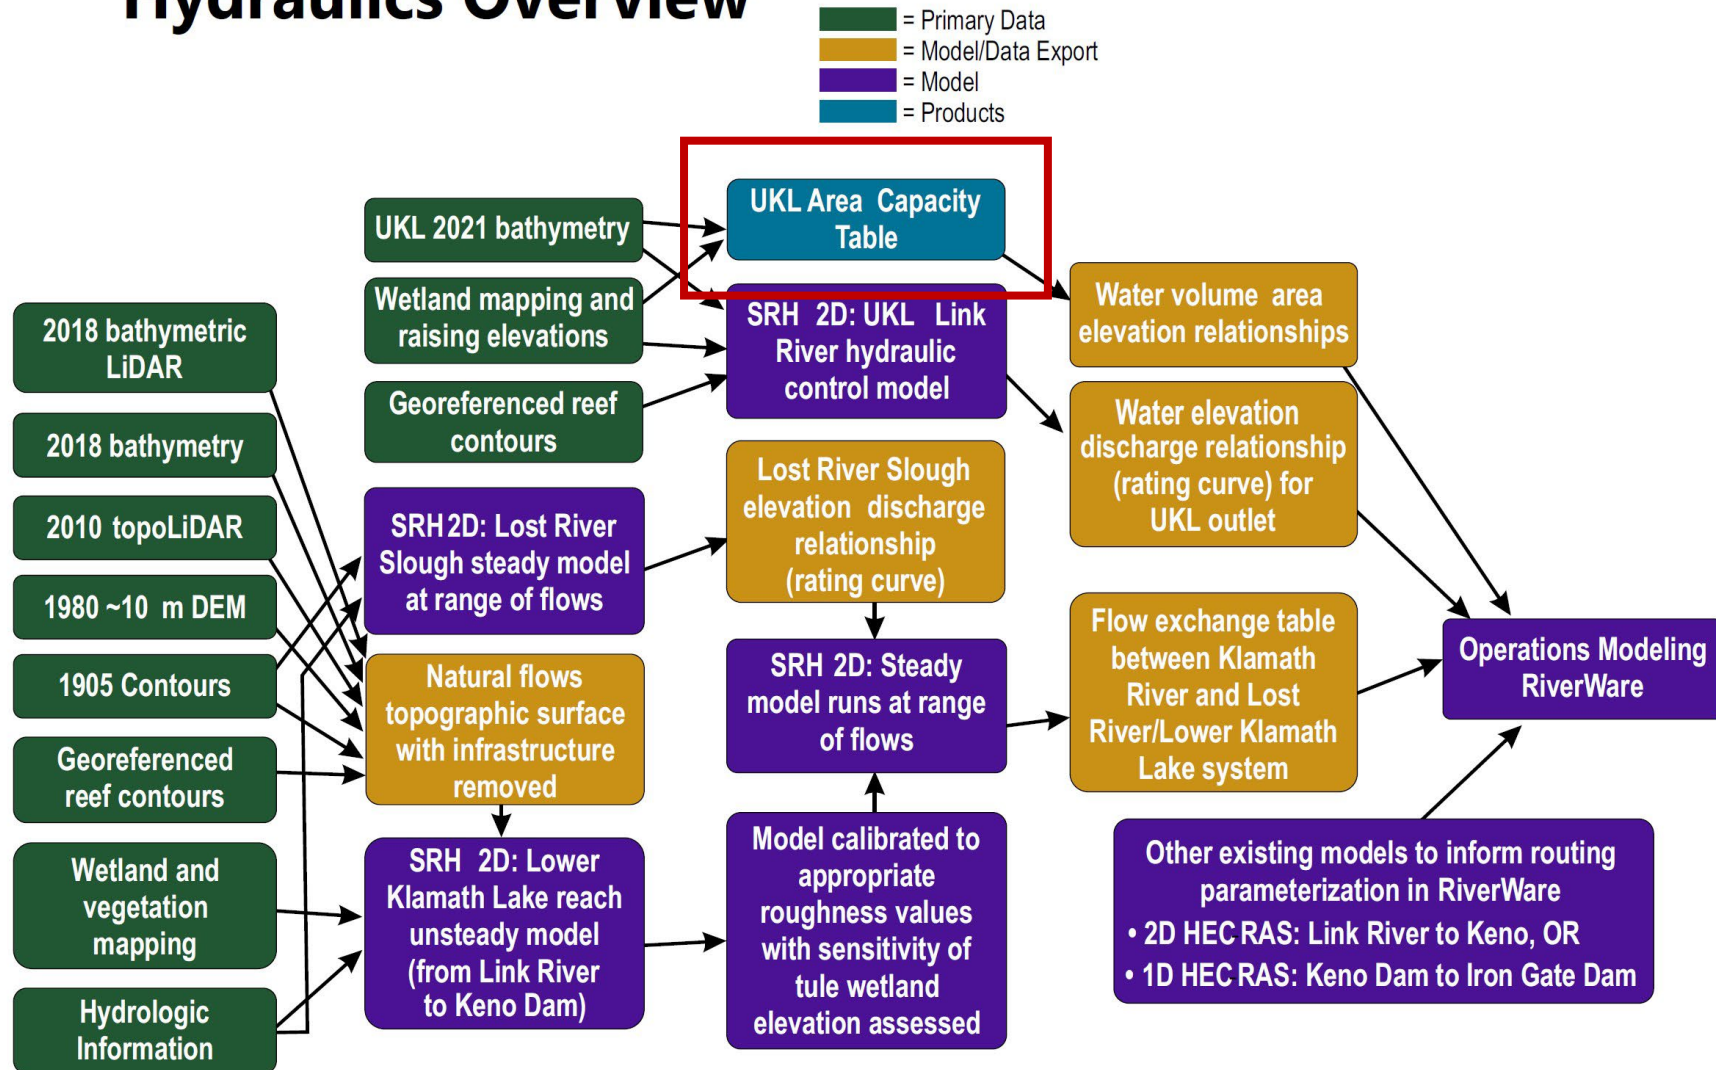 Hydraulics Overview
= Primary Data
= Model/Data Export
= Model
= Products
UKL 2021 bathymetry
Wetland mapping and
raising elevations
Georeferenced reef
contours
UKL Area Capacity
Table
SRH 2D: UKL Link
River hydraulic
control model
Water volume area
elevation relationships
Water elevation
discharge relationship
(rating curve) for
UKL outlet
2018 bathymetric
LiDAR
2018 bathymetry
2010 topoLiDAR
1980 ~10 m DEM
1905 Contours
Georeferenced
reef contours
Wetland and
vegetation
mapping
Hydrologic
Information
SRH 2D: Lost River
Slough steady model
at range of flows
Natural flows
topographic surface
with infrastructure
removed
SRH 2D: Lower
Klamath Lake reach
unsteady model
(from Link River
to Keno Dam)
Lost River Slough
elevation discharge
relationship
(rating curve)
SRH 2D: Steady
model runs at range
of flows
Model calibrated to
appropriate
roughness values
with sensitivity of
tule wetland
elevation assessed
Flow exchange table
between Klamath
River and Lost
River/Lower Klamath
Lake system
Operations Modeling
RiverWare
Other existing models to inform routing
parameterization in RiverWare
• 2D HEC RAS: Link River to Keno, OR
• 1D HEC RAS: Keno Dam to Iron Gate Dam